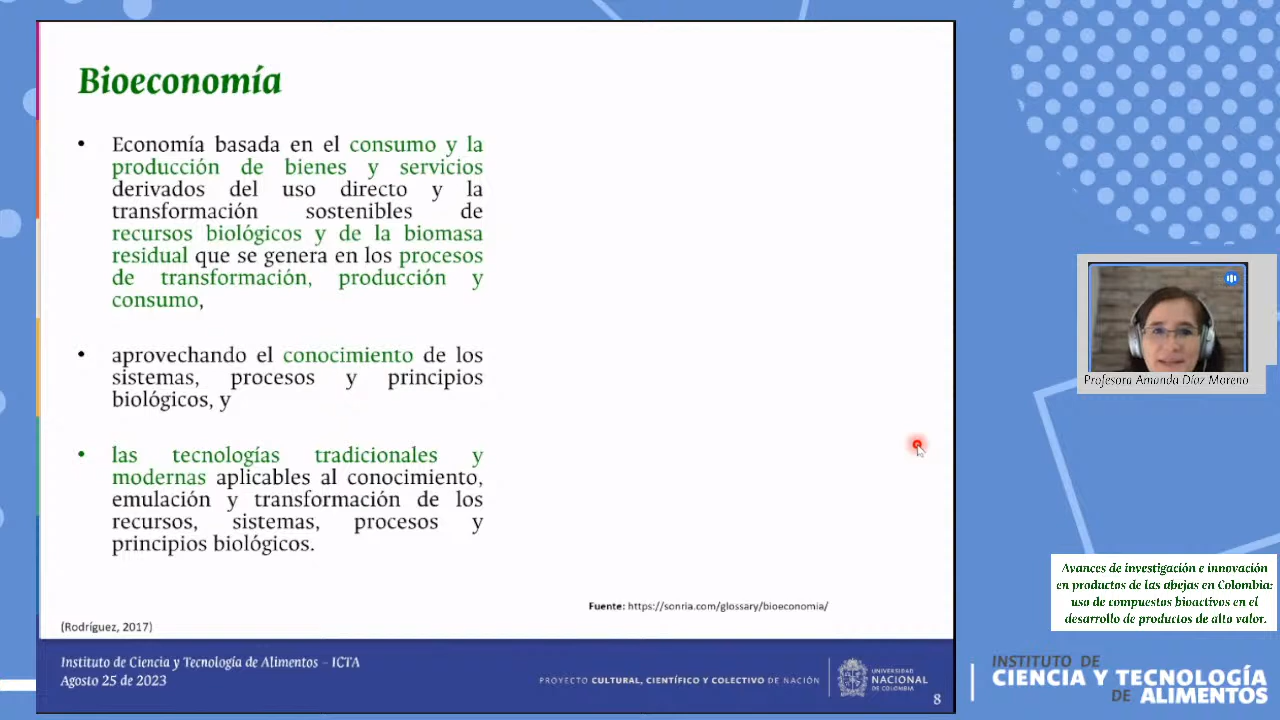 Bioeconomía
• Economía basada en el consumo y la
producción de bienes y servicios
derivados del uso directo y la
transformación sostenibles de
recursos biológicos y de la biomasa
residual que se genera en los procesos
de transformación, producción y
consumo,
• aprovechando el conocimiento de los
sistemas, procesos y principios
biológicos, y
• las tecnologías tradicionales y
modernas aplicables al conocimiento,
emulación y transformación de los
recursos, sistemas, procesos y
principios biológicos.
Fuente: https://sonria.com/glossary/bioeconomia/
(Rodríguez, 2017)
Instituto de Ciencia y Tecnología de Alimentos – ICTA
Agosto 25 de 2023
PROYECTO CULTURAL, CIENTÍFICO Y COLECTIVO DE NACIÓN
UNIVERSIDAD
NACIONAL
DE COLOMBIA
8
Profesora Amanda Díaz Moreno
Avances de investigación e innovación
en productos de las abejas en Colombia:
uso de compuestos bioactivos en el
desarrollo de productos de alto valor.
INSTITUTO DE
CIENCIA Y TECNOLOGÍA
DE ALIMENTOS